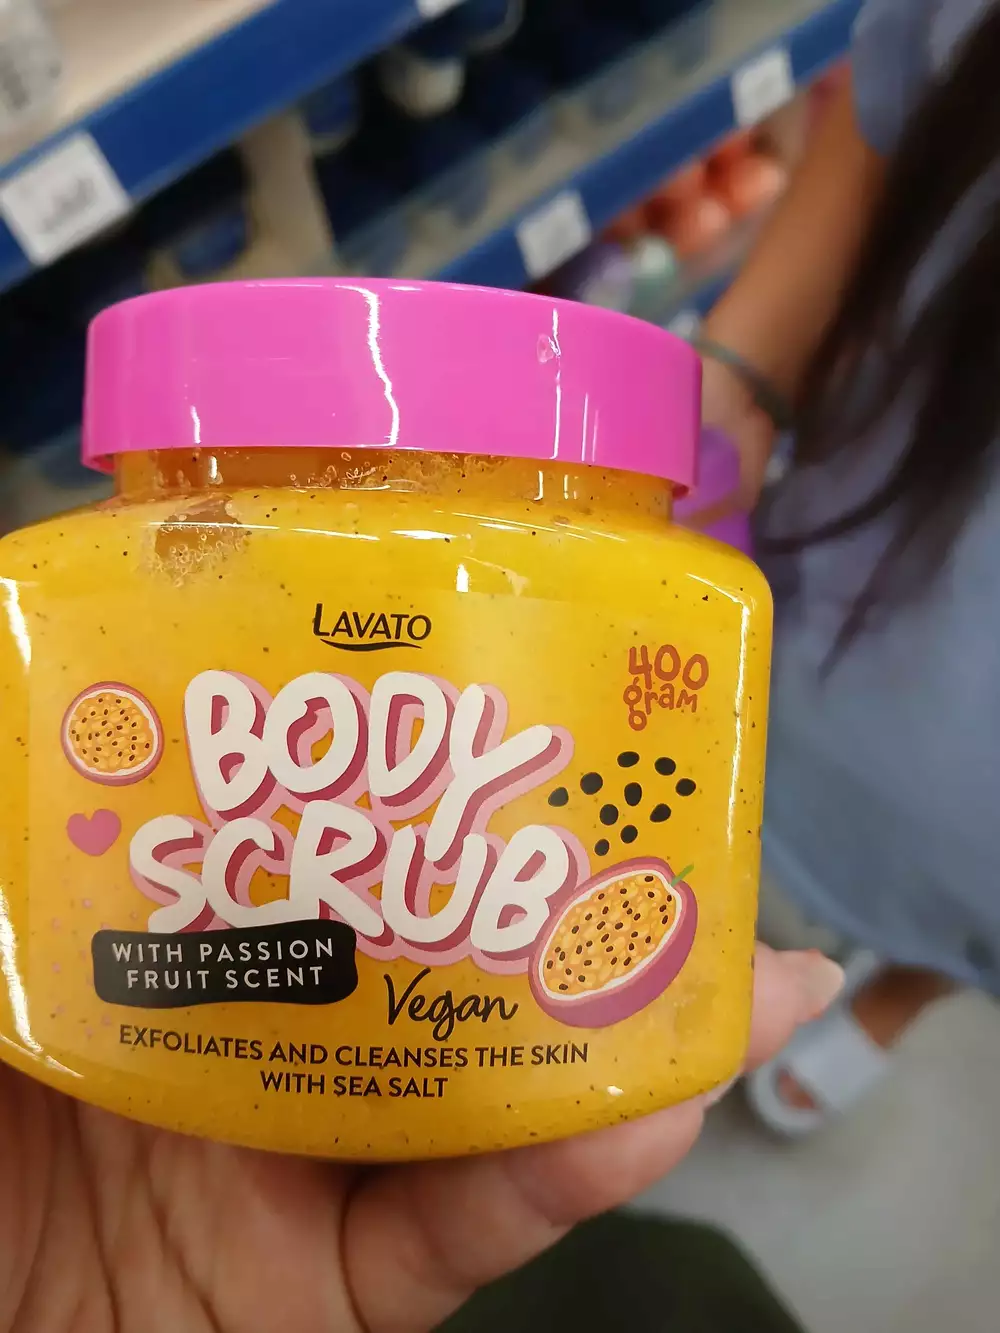 LAVATO
400
gram
BODY
SCRUB
WITH PASSION
FRUIT SCENT
Vegan
EXFOLIATES AND CLEANSES THE SKIN
WITH SEA SALT